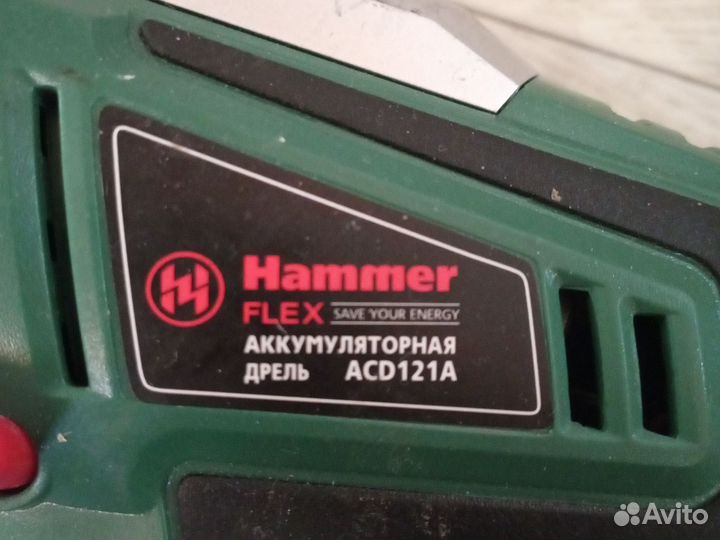 Hammer
FLEX SAVE YOUR ENERGY
АККУМУЛЯТОРНАЯ
ДРЕЛЬ ACD121A
Avito